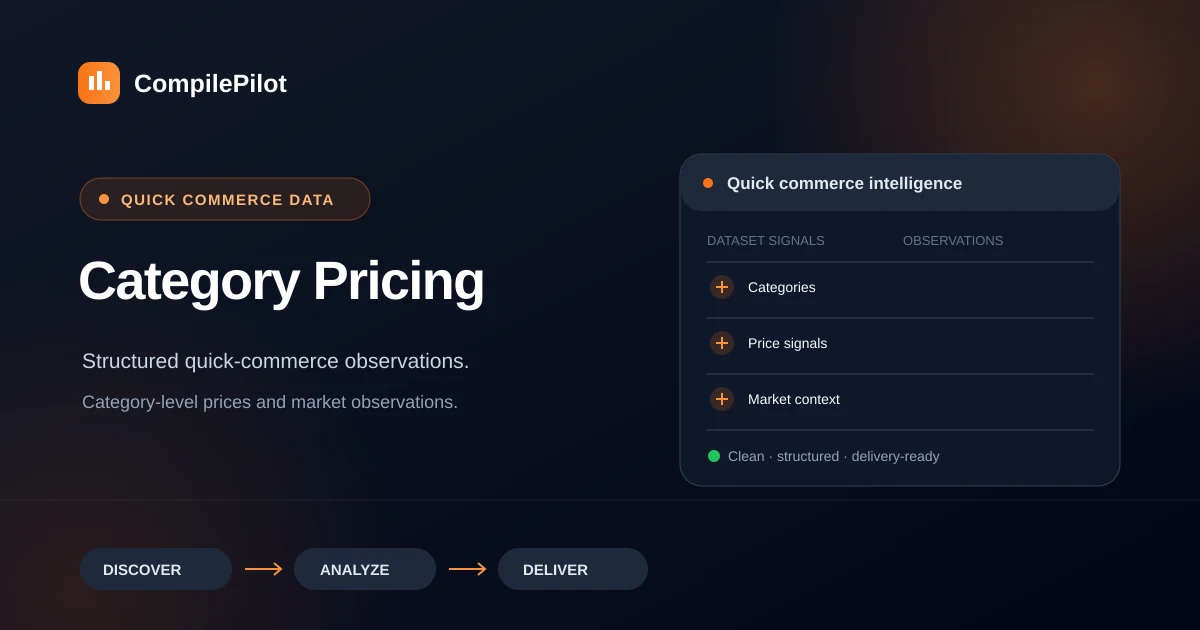 CompilePilot
QUICK COMMERCE DATA
Category Pricing
Structured quick-commerce observations.
Category-level prices and market observations.
Quick commerce intelligence
DATASET SIGNALS OBSERVATIONS
Categories
Price signals
Market context
Clean · structured · delivery-ready
DISCOVER ANALYZE DELIVER